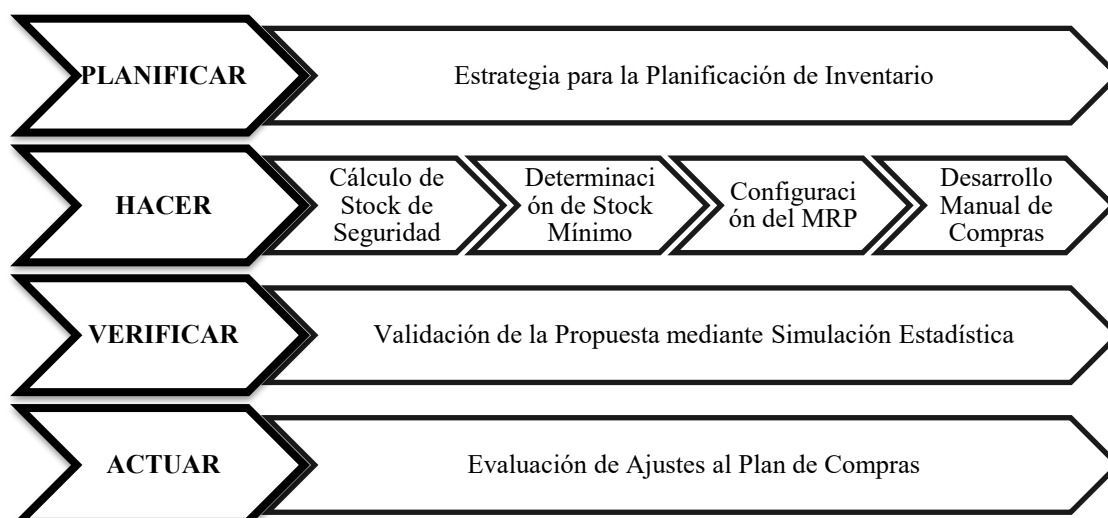 PLANIFICAR
Estrategia para la Planificación de Inventario
HACER
Cálculo de
Stock de
Seguridad
Determinaci
ón de Stock
Mínimo
Configuraci
ón del MRP
Desarrollo
Manual de
Compras
VERIFICAR
Validación de la Propuesta mediante Simulación Estadística
ACTUAR
Evaluación de Ajustes al Plan de Compras